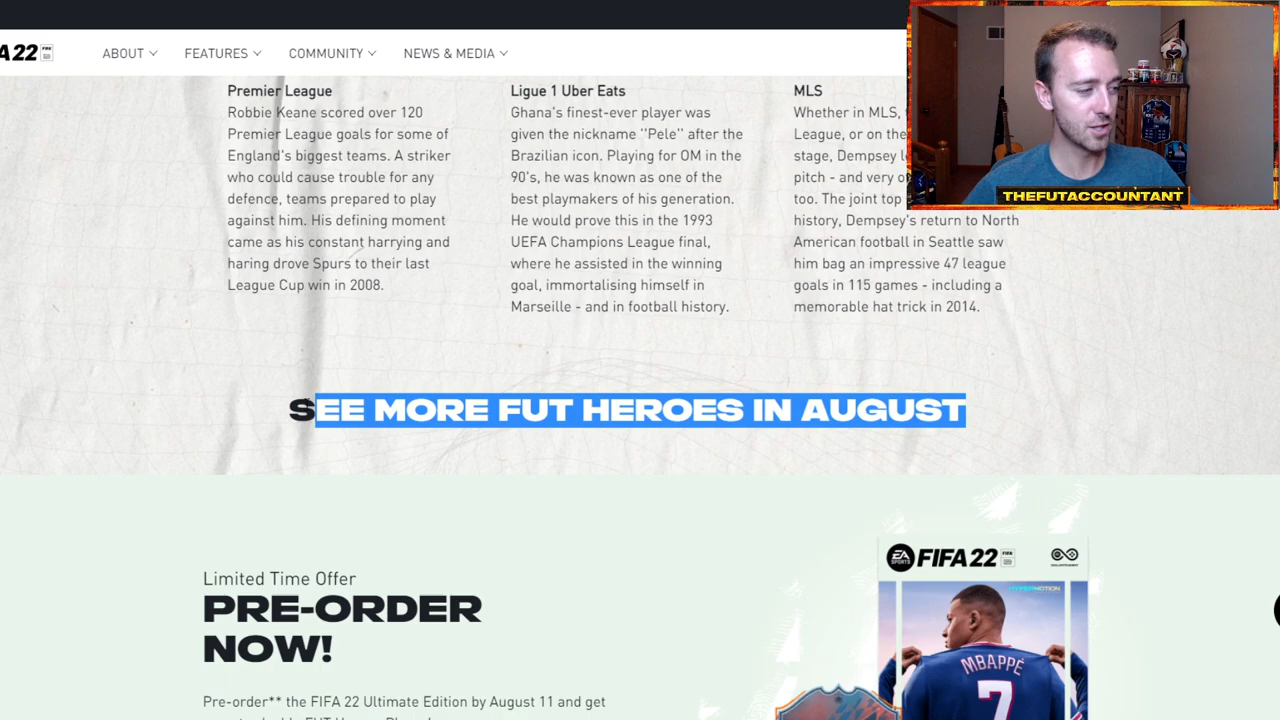 A 22
ABOUT
FEATURES
COMMUNITY
NEWS & MEDIA
THEFUTACCOUNTANT
Premier League
Robbie Keane scored over 120
Premier League goals for some of
England's biggest teams. A striker
who could cause trouble for any
defence, teams preferred to play
against him. His defining moment
came as his constant harrying and
haring drove Spurs to their last
League Cup win in 2008.
Ligue 1 Uber Eats
Ghana's finest-ever player was
given the nickname ''Pele'' after the
Brazilian icon. Playing for OM in the
90's, he was known as one of the
best playmakers of his generation.
He would prove this in the 1993
UEFA Champions League final,
where he assisted in the winning
goal, immortalising himself in
Marseille - and in football history.
MLS
Whether in MLS,
League, or on the
stage, Dempsey
pitch - and very
too. The joint top
history, Dempsey's return to North
American football in Seattle saw
him bag an impressive 47 league
goals in 115 games - including a
memorable hat trick in 2014.
SEE MORE FUT HEROES IN AUGUST
Limited Time Offer
PRE-ORDER
NOW!
Pre-order** the FIFA 22 Ultimate Edition by August 11 and get
EA SPORTS FIFA 22
HYPERMOTION
MBAPPÉ
7